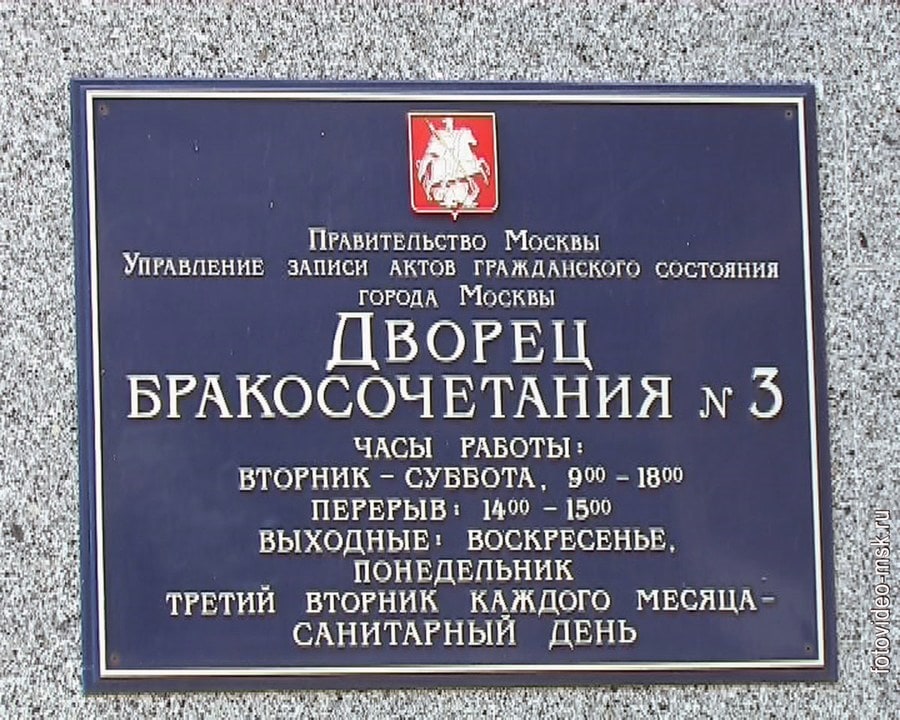 Правительство Москвы
Управление записи актов гражданского состояния
города Москвы
Дворец
бракосочетания № 3
часы работы:
вторник – суббота, 9⁰⁰ – 18⁰⁰
перерыв: 14⁰⁰ – 15⁰⁰
выходные: воскресенье,
понедельник
третий вторник каждого месяца-
санитарный день
fotovideo-msk.ru